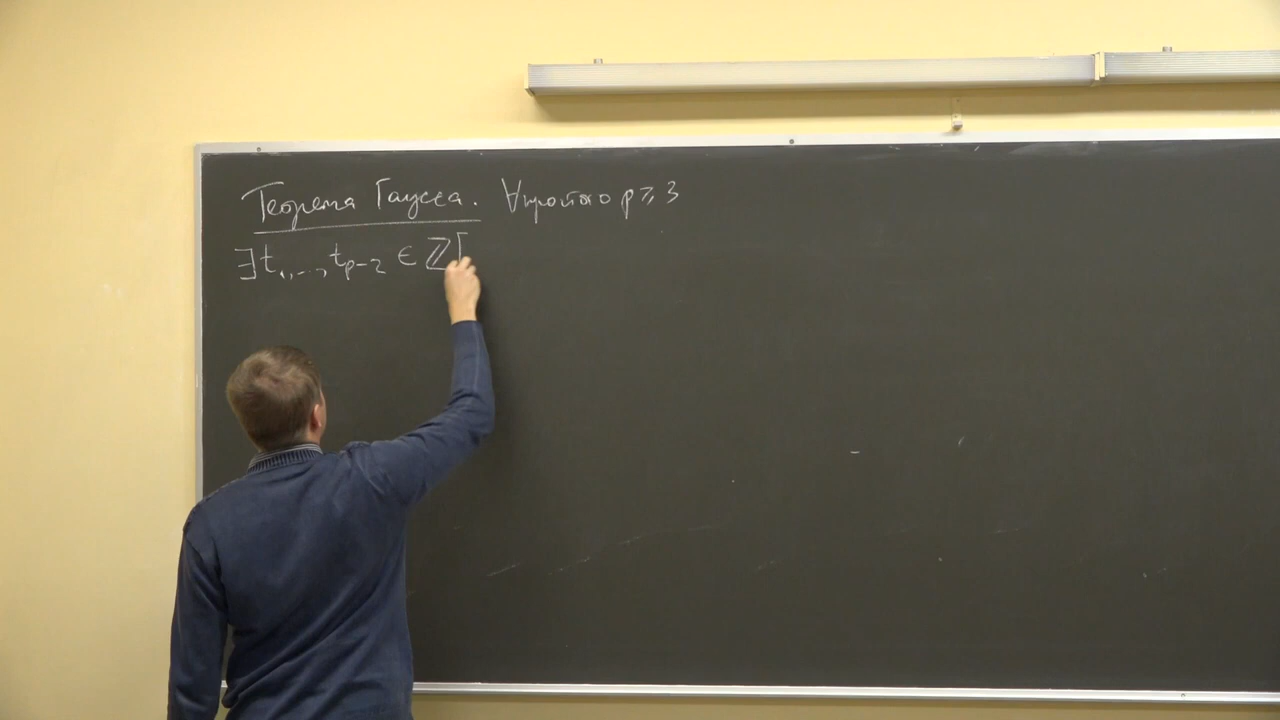 Теорема Гаусса. ∀ простого p ⩾ 3
∃ t₁, ..., tₚ₋₂ ∈ ℤ[